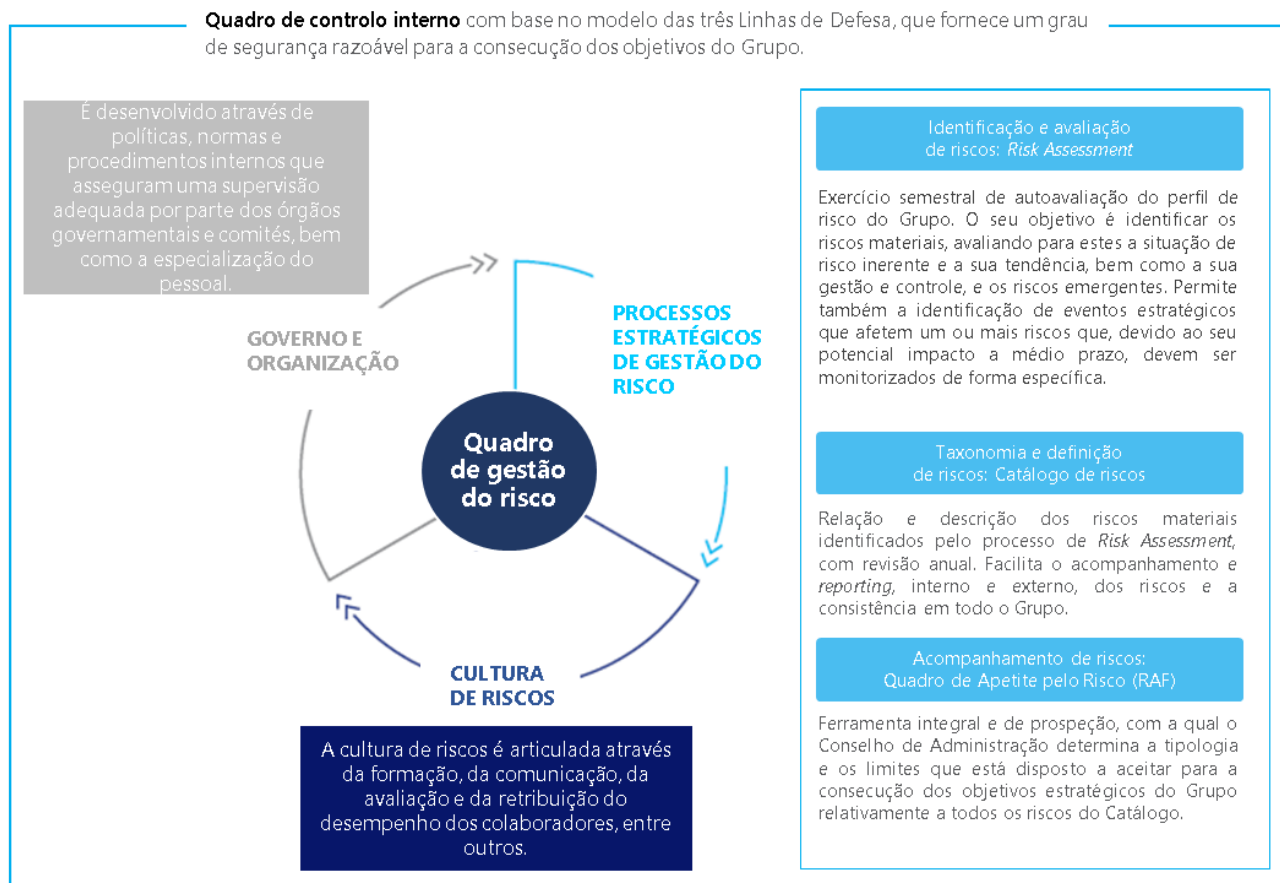 Quadro de controlo interno com base no modelo das três Linhas de Defesa, que fornece um grau
de segurança razoável para a consecução dos objetivos do Grupo.
É desenvolvido através de
políticas, normas e
procedimentos internos que
asseguram uma supervisão
adequada por parte dos órgãos
governamentais e comités, bem
como a especialização do
pessoal.
GOVERNO E
ORGANIZAÇÃO
PROCESSOS
ESTRATÉGICOS
DE GESTÃO DO
RISCO
Quadro
de gestão
do risco
CULTURA
DE RISCOS
A cultura de riscos é articulada através
da formação, da comunicação, da
avaliação e da retribuição do
desempenho dos colaboradores, entre
outros.
Identificação e avaliação
de riscos: Risk Assessment
Exercício semestral de autoavaliação do perfil de
risco do Grupo. O seu objetivo é identificar os
riscos materiais, avaliando para estes a situação de
risco inerente e a sua tendência, bem como a sua
gestão e controle, e os riscos emergentes. Permite
também a identificação de eventos estratégicos
que afetem um ou mais riscos que, devido ao seu
potencial impacto a médio prazo, devem ser
monitorizados de forma específica.
Taxonomia e definição
de riscos: Catálogo de riscos
Relação e descrição dos riscos materiais
identificados pelo processo de Risk Assessment,
com revisão anual. Facilita o acompanhamento e
reporting, interno e externo, dos riscos e a
consistência em todo o Grupo.
Acompanhamento de riscos:
Quadro de Apetite pelo Risco (RAF)
Ferramenta integral e de prospeção, com a qual o
Conselho de Administração determina a tipologia
e os limites que está disposto a aceitar para a
consecução dos objetivos estratégicos do Grupo
relativamente a todos os riscos do Catálogo.